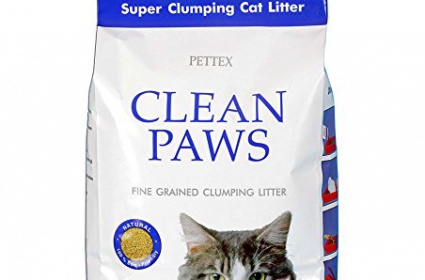 Super Clumping Cat Litter
PETTEX
CLEAN
PAWS
FINE GRAINED CLUMPING LITTER
NATURAL